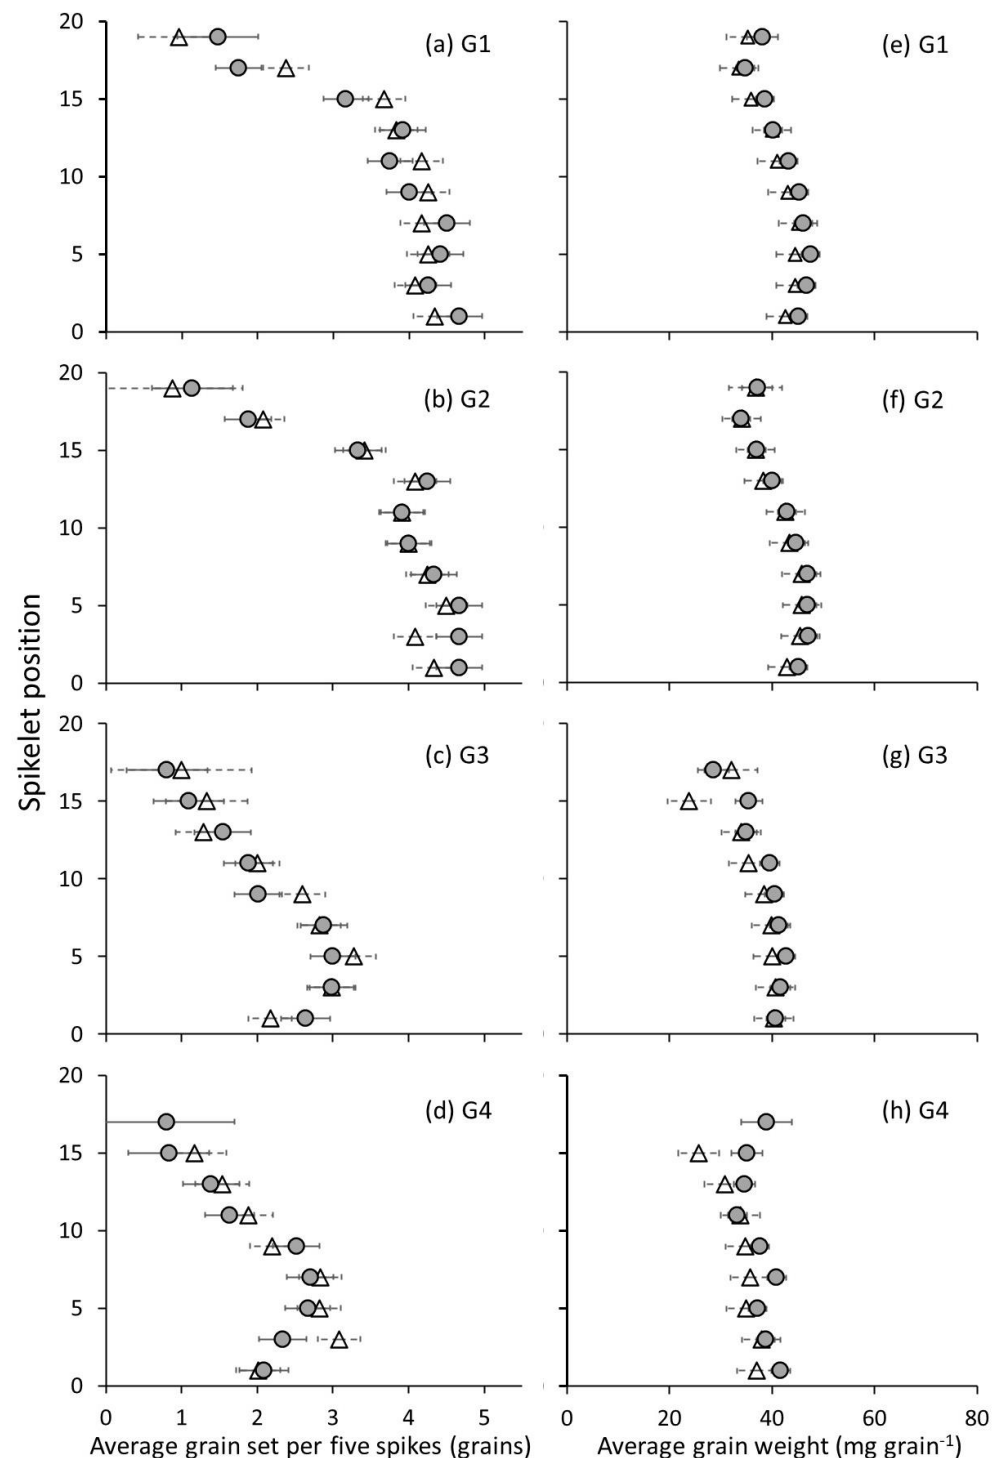 20
15
10
5
0
(a) G1
(e) G1
20
15
10
5
0
(b) G2
(f) G2
Spikelet position
20
15
10
5
0
(c) G3
(g) G3
20
15
10
5
0
(d) G4
(h) G4
0 1 2 3 4 5
0 20 40 60 80
Average grain set per five spikes (grains)
Average grain weight (mg grain⁻¹)